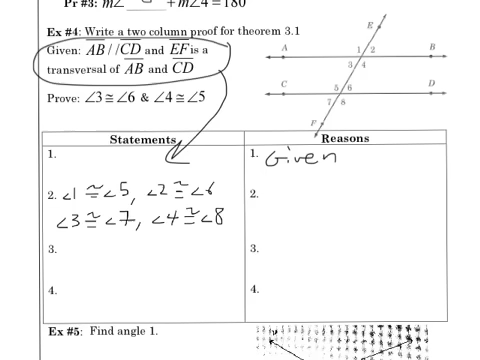 Pr #3: m∠ + m∠4 = 180
Ex #4: Write a two column proof for theorem 3.1
Given: AB // CD and EF is a
transversal of AB and CD
Prove: ∠3 ≅ ∠6 & ∠4 ≅ ∠5
E
A 1 2 B
3 4
C 5 6 D
7 8
F
Statements Reasons
1. 1. Given
2. ∠1 ≅ ∠5, ∠2 ≅ ∠6 2.
∠3 ≅ ∠7, ∠4 ≅ ∠8
3. 3.
4. 4.
Ex #5: Find angle 1.